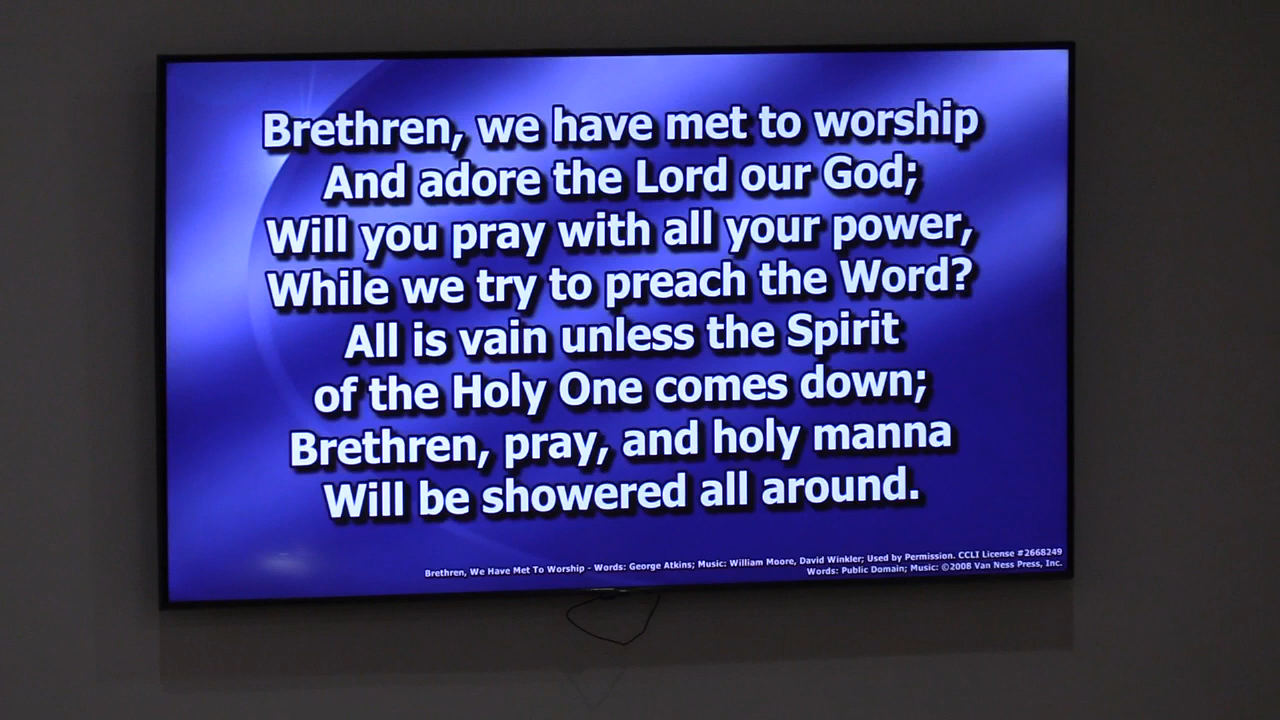 Brethren, we have met to worship
And adore the Lord our God;
Will you pray with all your power,
While we try to preach the Word?
All is vain unless the Spirit
of the Holy One comes down;
Brethren, pray, and holy manna
Will be showered all around.
Brethren, We Have Met To Worship - Words: George Atkins; Music: William Moore, David Winkler; Used by Permission. CCLI License #2668249
Words: Public Domain; Music: ©2008 Van Ness Press, Inc.